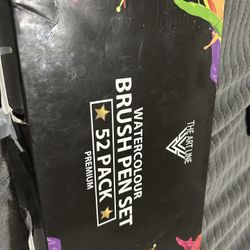 THE ART LINE
WATERCOLOUR
BRUSH PEN SET
52 PACK
PREMIUM